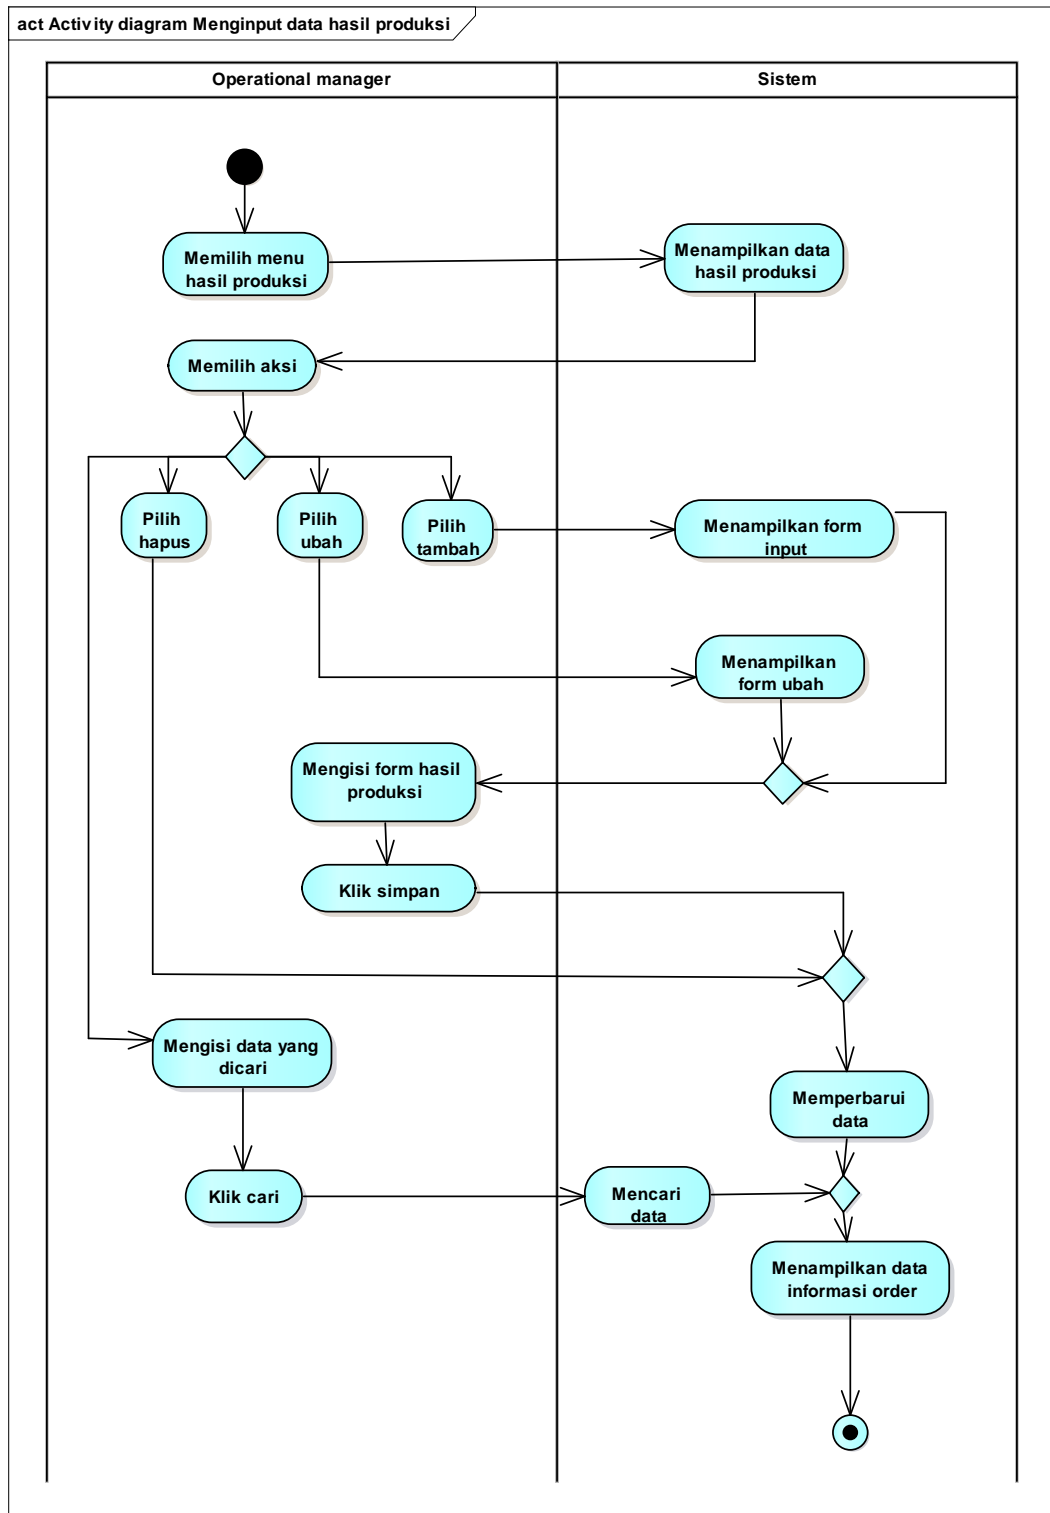 act Activity diagram Menginput data hasil produksi
Operational manager
Sistem
Memilih menu
hasil produksi
Menampilkan data
hasil produksi
Memilih aksi
Pilih
hapus
Pilih
ubah
Pilih
tambah
Menampilkan form
input
Menampilkan
form ubah
Mengisi form hasil
produksi
Klik simpan
Mengisi data yang
dicari
Memperbarui
data
Klik cari
Mencari
data
Menampilkan data
informasi order